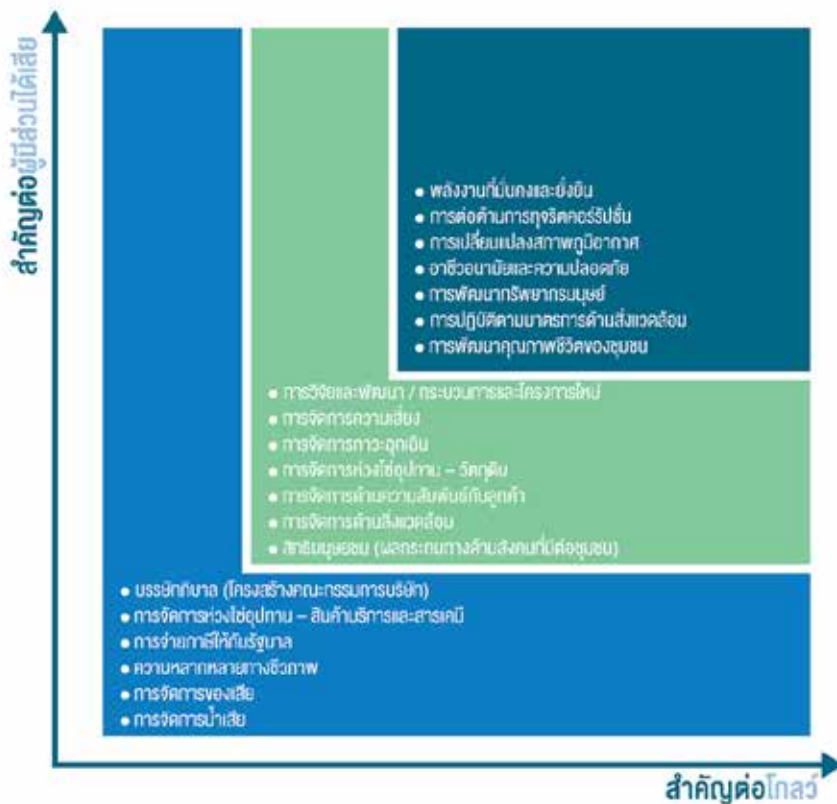 สำคัญต่อผู้มีส่วนได้เสีย
• พลังงานที่มั่นคงและยั่งยืน
• การต่อต้านการทุจริตคอร์รัปชั่น
• การเปลี่ยนแปลงสภาพภูมิอากาศ
• อาชีวอนามัยและความปลอดภัย
• การพัฒนาทรัพยากรมนุษย์
• การปฏิบัติตามมาตรการด้านสิ่งแวดล้อม
• การพัฒนาคุณภาพชีวิตของชุมชน
• การวิจัยและพัฒนา / กระบวนการและโครงการใหม่
• การจัดการความเสี่ยง
• การจัดการภาวะฉุกเฉิน
• การจัดการห่วงโซ่อุปทาน – วัตถุดิบ
• การจัดการด้านความสัมพันธ์กับลูกค้า
• การจัดการด้านสิ่งแวดล้อม
• สิทธิมนุษยชน (ผลกระทบทางด้านสังคมที่มีต่อชุมชน)
• บรรษัทภิบาล (โครงสร้างคณะกรรมการบริษัท)
• การจัดการห่วงโซ่อุปทาน – สินค้าบริการและสารเคมี
• การจ่ายภาษีให้กับรัฐบาล
• ความหลากหลายทางชีวภาพ
• การจัดการของเสีย
• การจัดการน้ำเสีย
สำคัญต่อโกลว์